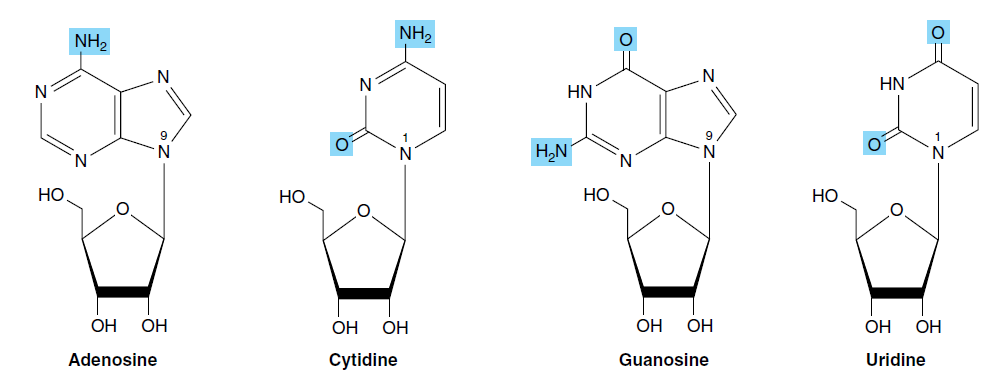 NH2
N
N
N
9
N
HO
O
OH
OH
Adenosine
NH2
N
O
1
N
HO
O
OH
OH
Cytidine
O
HN
N
H2N
N
9
N
HO
O
OH
OH
Guanosine
O
HN
O
1
N
HO
O
OH
OH
Uridine